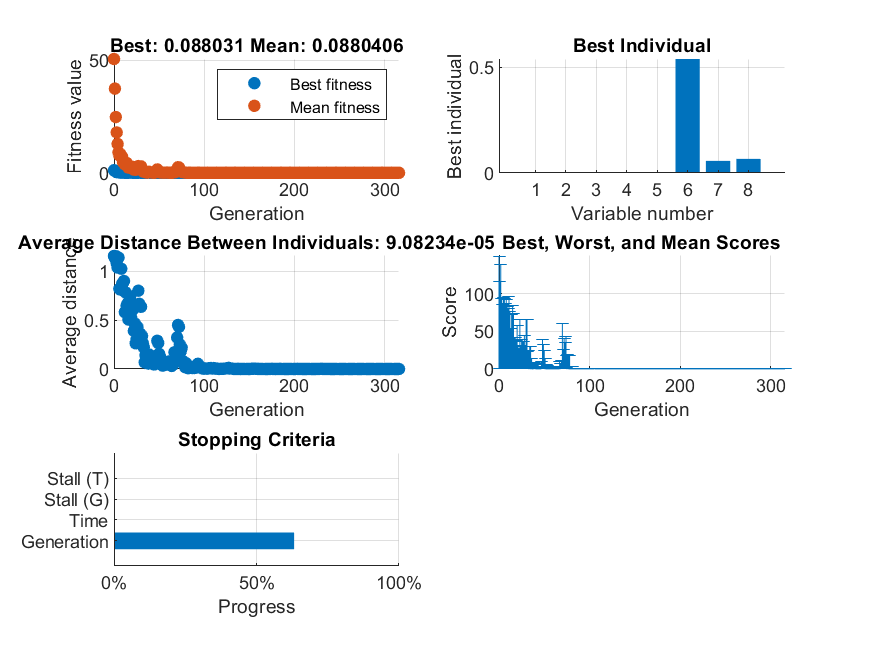 Best: 0.088031 Mean: 0.0880406
Fitness value
50
0
Best fitness
Mean fitness
0 100 200 300
Generation
Best Individual
Best individual
0.5
0
1 2 3 4 5 6 7 8
Variable number
Average Distance Between Individuals: 9.08234e-05
Average distance
1
0.5
0
0 100 200 300
Generation
Best, Worst, and Mean Scores
Score
100
50
0
0 100 200 300
Generation
Stopping Criteria
Stall (T)
Stall (G)
Time
Generation
0% 50% 100%
Progress